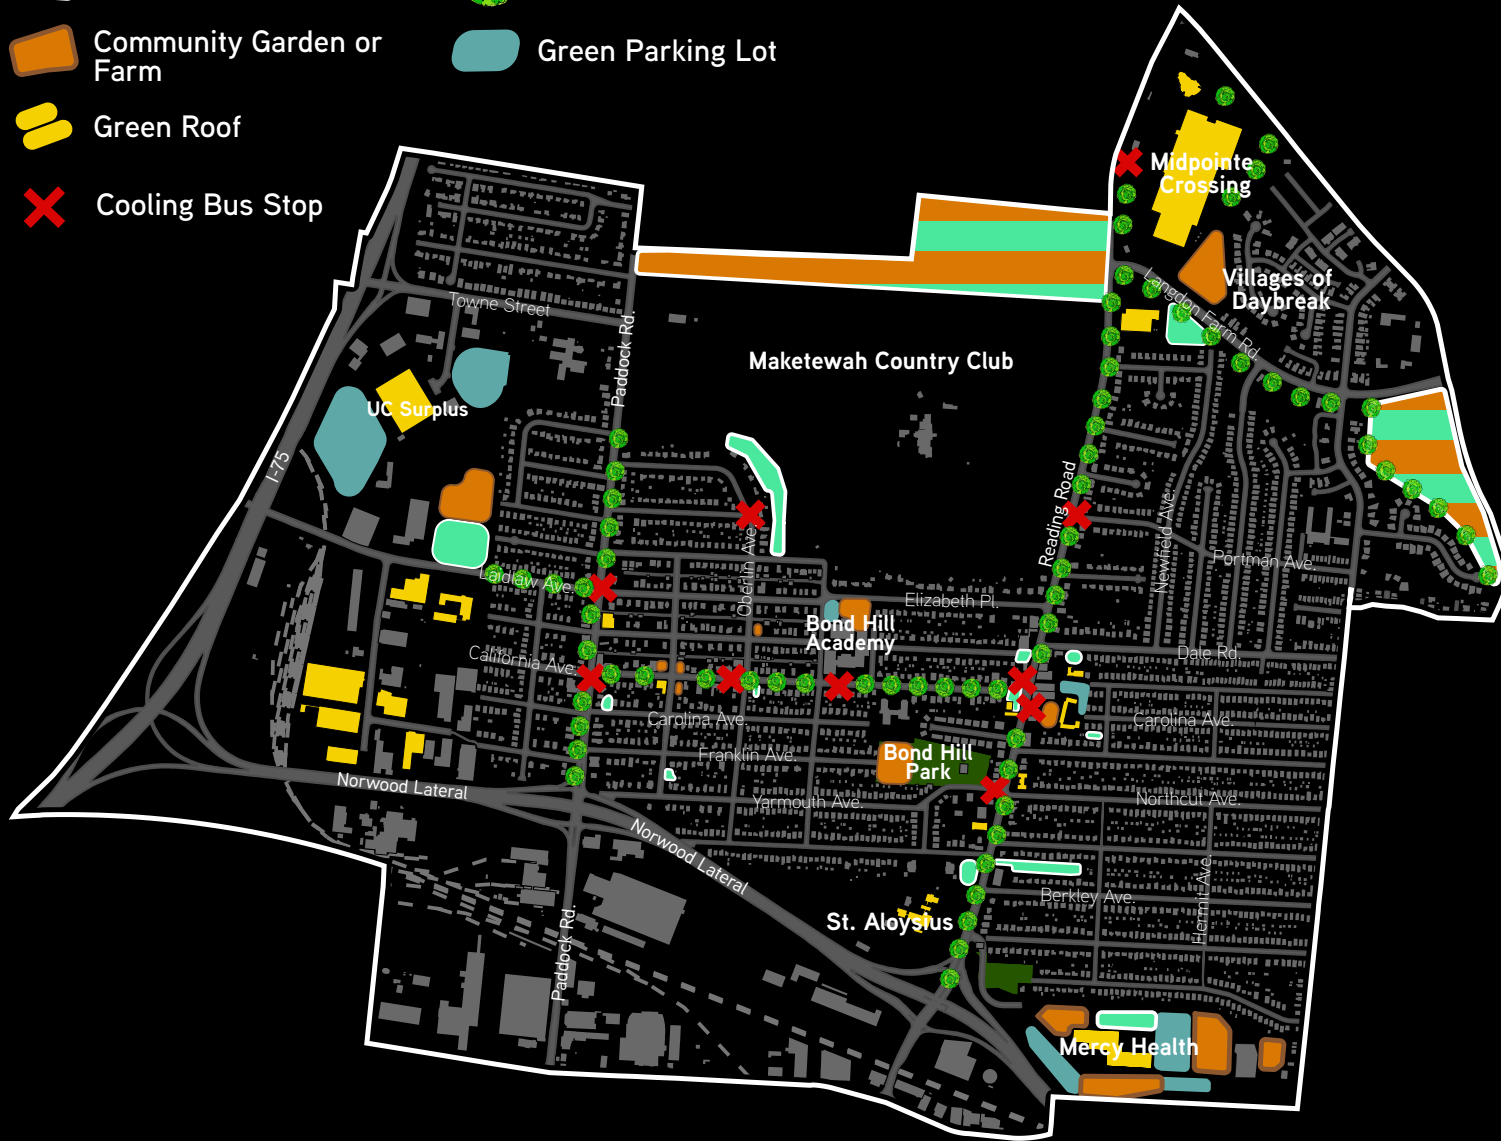 Community Garden or
Farm
Green Parking Lot
Green Roof
Cooling Bus Stop
Midpointe
Crossing
Villages of
Daybreak
Langdon Farm Rd.
Towne Street
Paddock Rd.
Maketewah Country Club
UC Surplus
I-75
Reading Road
Newfield Ave.
Portman Ave.
Laidlaw Ave.
Oberlin Ave.
Elizabeth Pl.
Bond Hill
Academy
California Ave.
Dale Rd.
Carolina Ave.
Carolina Ave.
Franklin Ave.
Bond Hill
Park
Norwood Lateral
Yarmouth Ave.
Northcut Ave.
Norwood Lateral
Berkley Ave.
Hermit Ave.
St. Aloysius
Paddock Rd.
Mercy Health